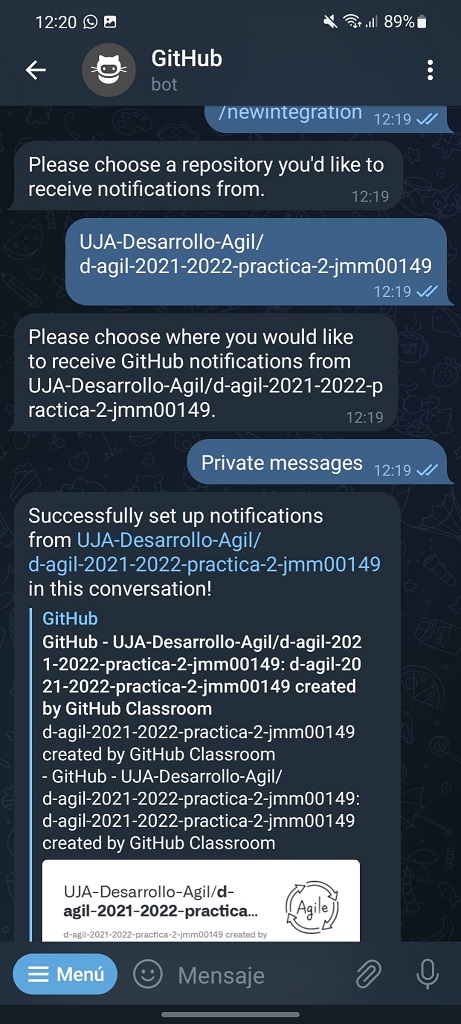 12:20
89%
GitHub
bot
/newintegration 12:19
Please choose a repository you'd like to
receive notifications from.
12:19
UJA-Desarrollo-Agil/
d-agil-2021-2022-practica-2-jmm00149
12:19
Please choose where you would like
to receive GitHub notifications from
UJA-Desarrollo-Agil/d-agil-2021-2022-p
ractica-2-jmm00149.
12:19
Private messages 12:19
Successfully set up notifications
from UJA-Desarrollo-Agil/
d-agil-2021-2022-practica-2-jmm00149
in this conversation!
GitHub
GitHub - UJA-Desarrollo-Agil/d-agil-202
1-2022-practica-2-jmm00149: d-agil-20
21-2022-practica-2-jmm00149 created
by GitHub Classroom
d-agil-2021-2022-practica-2-jmm00149
created by GitHub Classroom
- GitHub - UJA-Desarrollo-Agil/
d-agil-2021-2022-practica-2-jmm00149:
d-agil-2021-2022-practica-2-jmm00149
created by GitHub Classroom
UJA-Desarrollo-Agil/d-
agil-2021-2022-practica...
Agile
d-agil-2021-2022-practica-2-jmm00149 created by
Menú
Mensaje